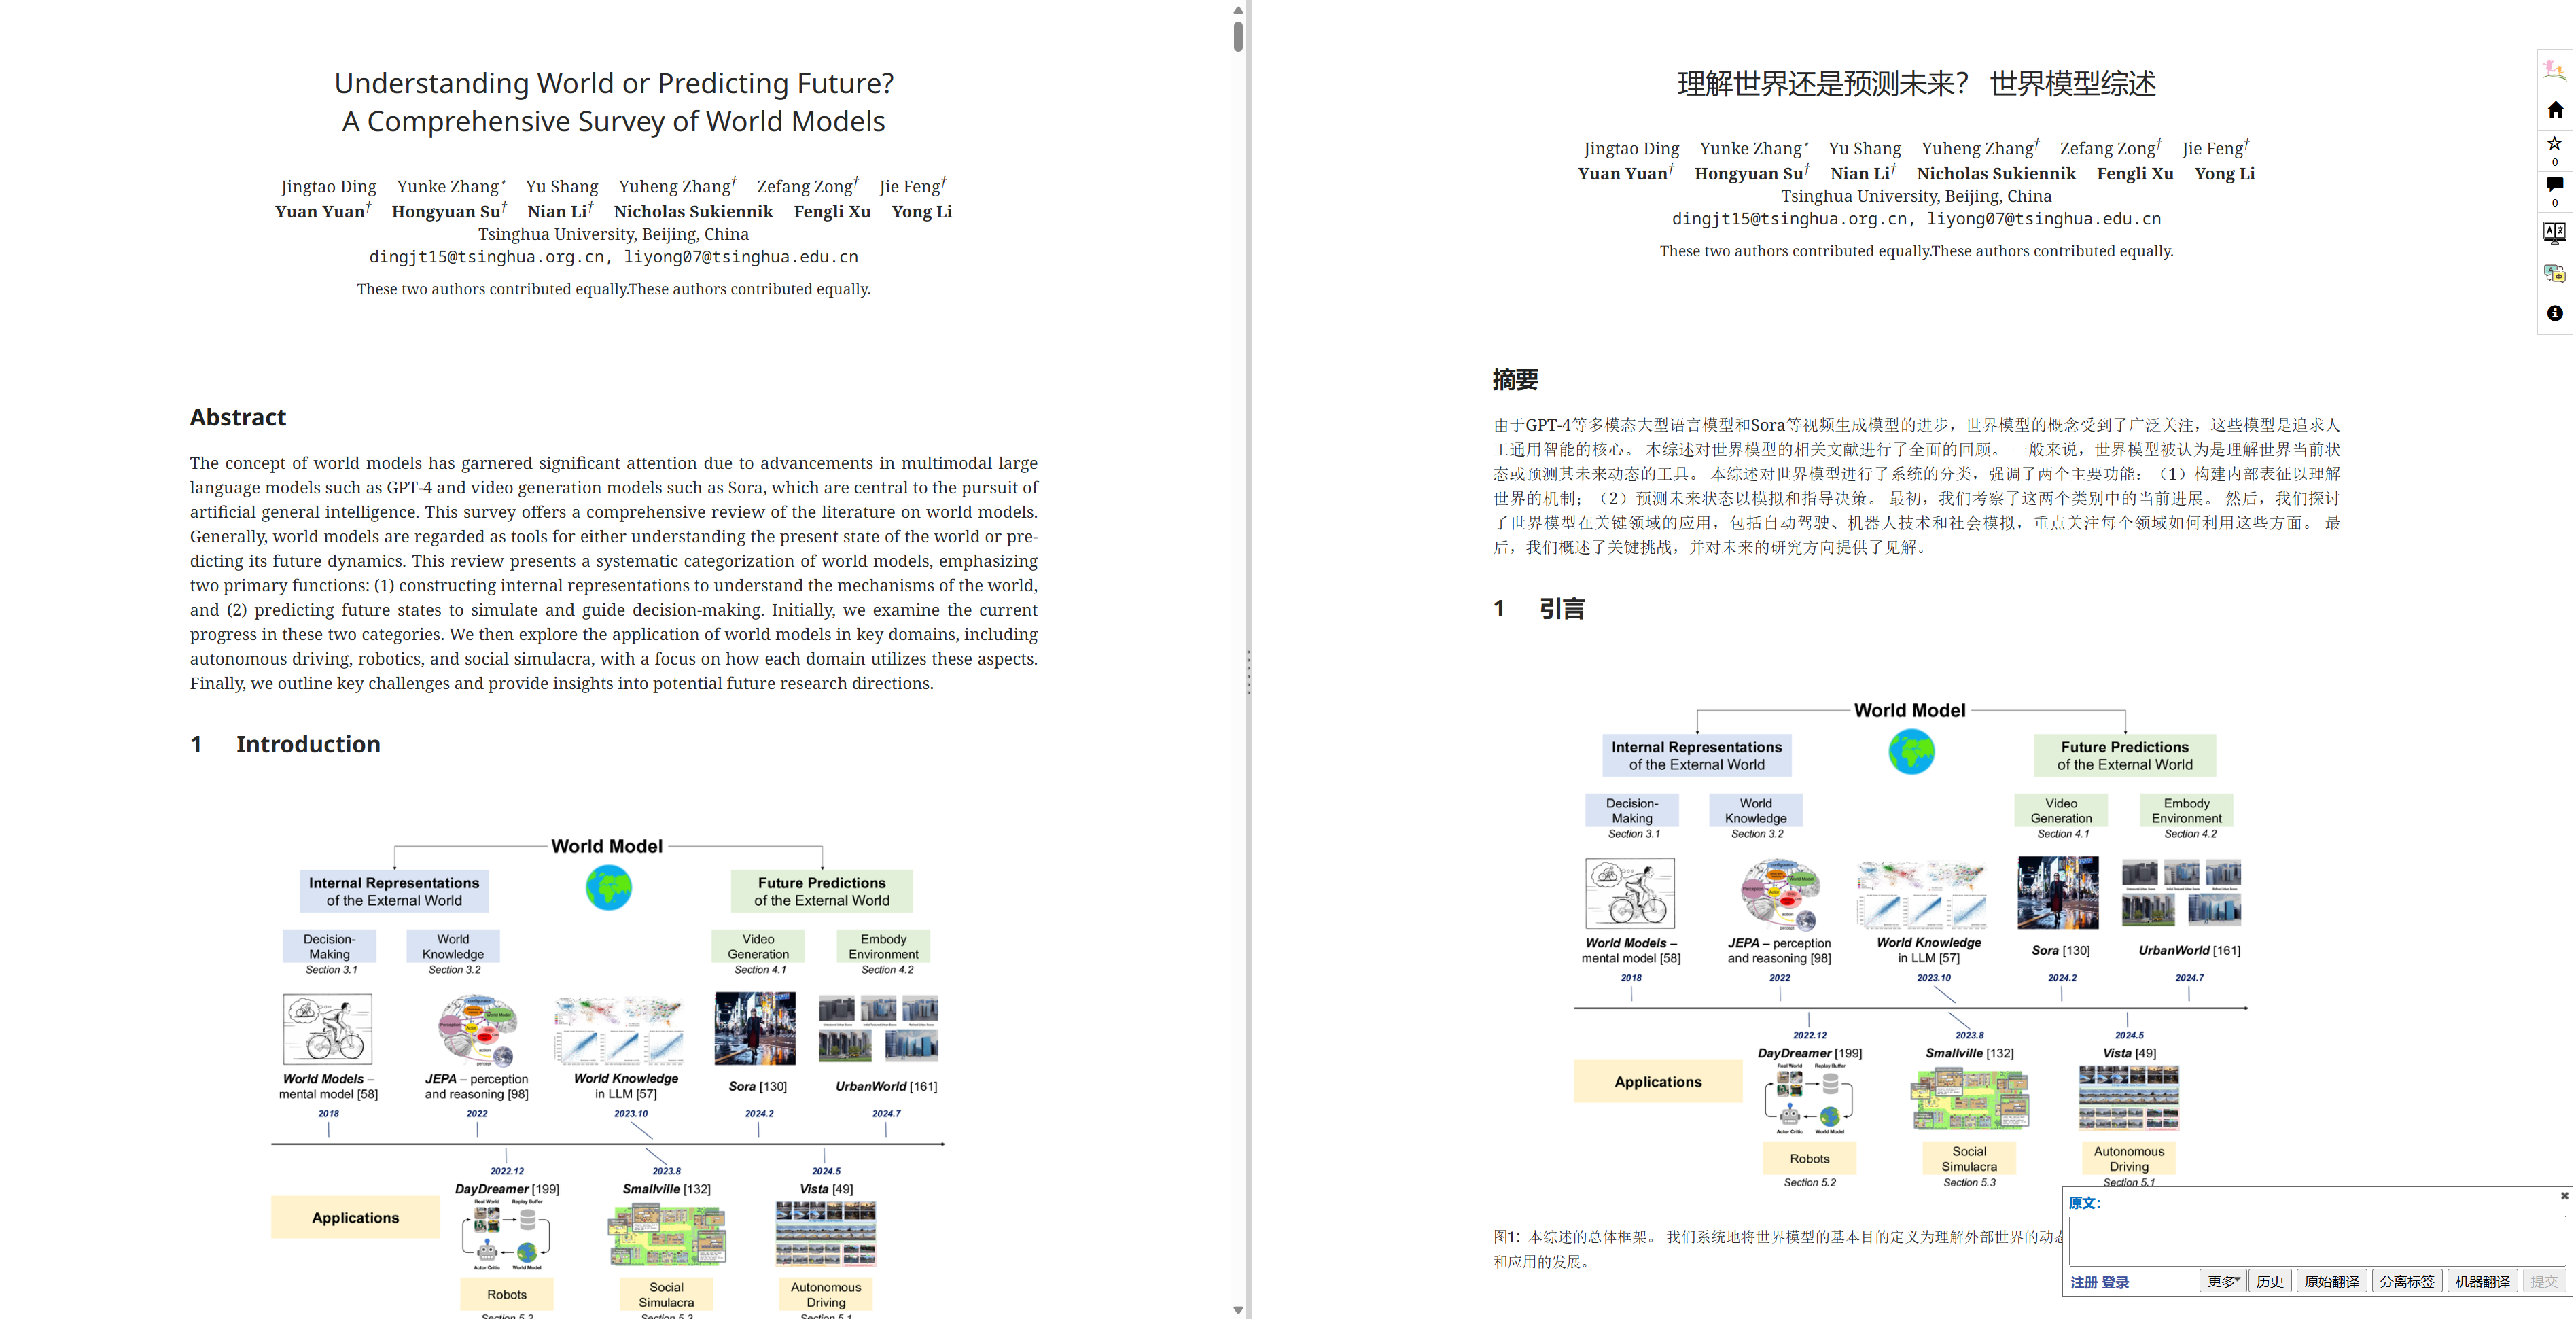 Understanding World or Predicting Future?
A Comprehensive Survey of World Models
Jingtao Ding Yunke Zhang* Yu Shang Yuheng Zhang† Zefang Zong† Jie Feng†
Yuan Yuan† Hongyuan Su† Nian Li† Nicholas Sukiennik Fengli Xu Yong Li
Tsinghua University, Beijing, China
dingjt15@tsinghua.org.cn, liyong07@tsinghua.edu.cn
These two authors contributed equally.These authors contributed equally.
Abstract
The concept of world models has garnered significant attention due to advancements in multimodal large
language models such as GPT-4 and video generation models such as Sora, which are central to the pursuit of
artificial general intelligence. This survey offers a comprehensive review of the literature on world models.
Generally, world models are regarded as tools for either understanding the present state of the world or pre-
dicting its future dynamics. This review presents a systematic categorization of world models, emphasizing
two primary functions: (1) constructing internal representations to understand the mechanisms of the world,
and (2) predicting future states to simulate and guide decision-making. Initially, we examine the current
progress in these two categories. We then explore the application of world models in key domains, including
autonomous driving, robotics, and social simulacra, with a focus on how each domain utilizes these aspects.
Finally, we outline key challenges and provide insights into potential future research directions.
1 Introduction
World Model
Internal Representations
of the External World
Future Predictions
of the External World
Decision-
Making
Section 3.1
World
Knowledge
Section 3.2
Video
Generation
Section 4.1
Embody
Environment
Section 4.2
World Models –
mental model [58]
2018
JEPA – perception
and reasoning [98]
2022
World Knowledge
in LLM [57]
2023.10
Sora [130]
2024.2
UrbanWorld [161]
2024.7
2022.12
DayDreamer [199]
Real World Replay Buffer
Actor Critic World Model
2023.8
Smallville [132]
2024.5
Vista [49]
Applications
Robots
Section 5.2
Social
Simulacra
Section 5.3
Autonomous
Driving
Section 5.1
理解世界还是预测未来？ 世界模型综述
Jingtao Ding Yunke Zhang* Yu Shang Yuheng Zhang† Zefang Zong† Jie Feng†
Yuan Yuan† Hongyuan Su† Nian Li† Nicholas Sukiennik Fengli Xu Yong Li
Tsinghua University, Beijing, China
dingjt15@tsinghua.org.cn, liyong07@tsinghua.edu.cn
These two authors contributed equally.These authors contributed equally.
摘要
由于GPT-4等多模态大型语言模型和Sora等视频生成模型的进步，世界模型的概念受到了广泛关注，这些模型是追求人
工通用智能的核心。 本综述对世界模型的相关文献进行了全面的回顾。 一般来说，世界模型被认为是理解世界当前状
态或预测其未来动态的工具。 本综述对世界模型进行了系统的分类，强调了两个主要功能：（1）构建内部表征以理解
世界的机制；（2）预测未来状态以模拟和指导决策。 最初，我们考察了这两个类别中的当前进展。 然后，我们探讨
了世界模型在关键领域的应用，包括自动驾驶、机器人技术和社会模拟，重点关注每个领域如何利用这些方面。 最
后，我们概述了关键挑战，并对未来的研究方向提供了见解。
1 引言
World Model
Internal Representations
of the External World
Future Predictions
of the External World
Decision-
Making
Section 3.1
World
Knowledge
Section 3.2
Video
Generation
Section 4.1
Embody
Environment
Section 4.2
World Models –
mental model [58]
2018
JEPA – perception
and reasoning [98]
2022
World Knowledge
in LLM [57]
2023.10
Sora [130]
2024.2
UrbanWorld [161]
2024.7
2022.12
DayDreamer [199]
Real World Replay Buffer
Actor Critic World Model
2023.8
Smallville [132]
2024.5
Vista [49]
Applications
Robots
Section 5.2
Social
Simulacra
Section 5.3
Autonomous
Driving
Section 5.1
图1：本综述的总体框架。 我们系统地将世界模型的基本目的定义为理解外部世界的动态
和应用的发展。
原文：
注册 登录
更多 历史 原始翻译 分离标签 机器翻译 提交
0
0